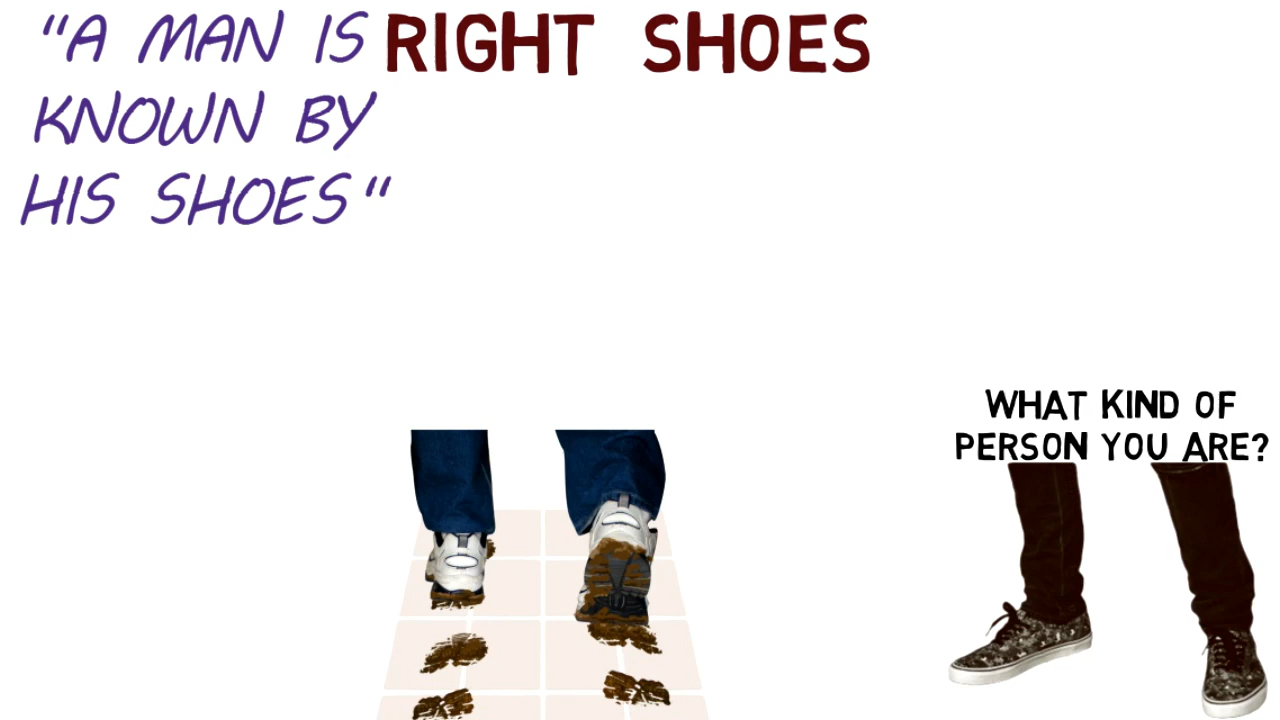 "A MAN IS
KNOWN BY
HIS SHOES"
RIGHT SHOES
WHAT KIND OF
PERSON YOU ARE?